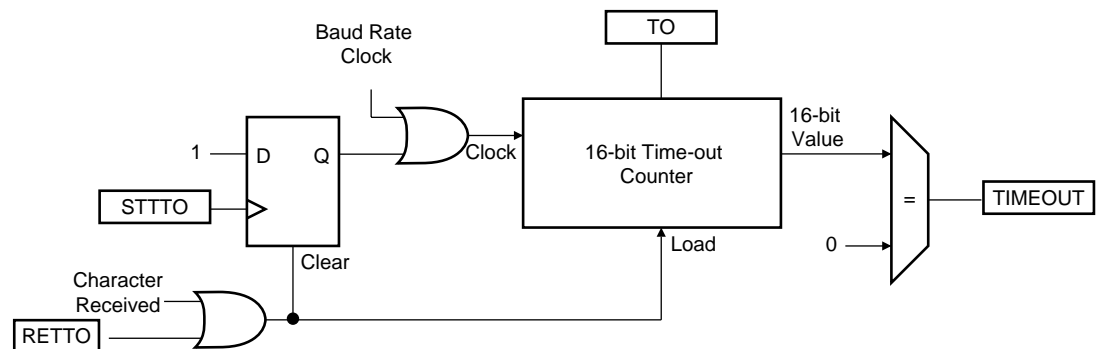 TO
Baud Rate
Clock
16-bit
Value
1
D
Q
Clock
16-bit Time-out
Counter
STTTO
=
TIMEOUT
0
Load
Clear
Character
Received
RETTO